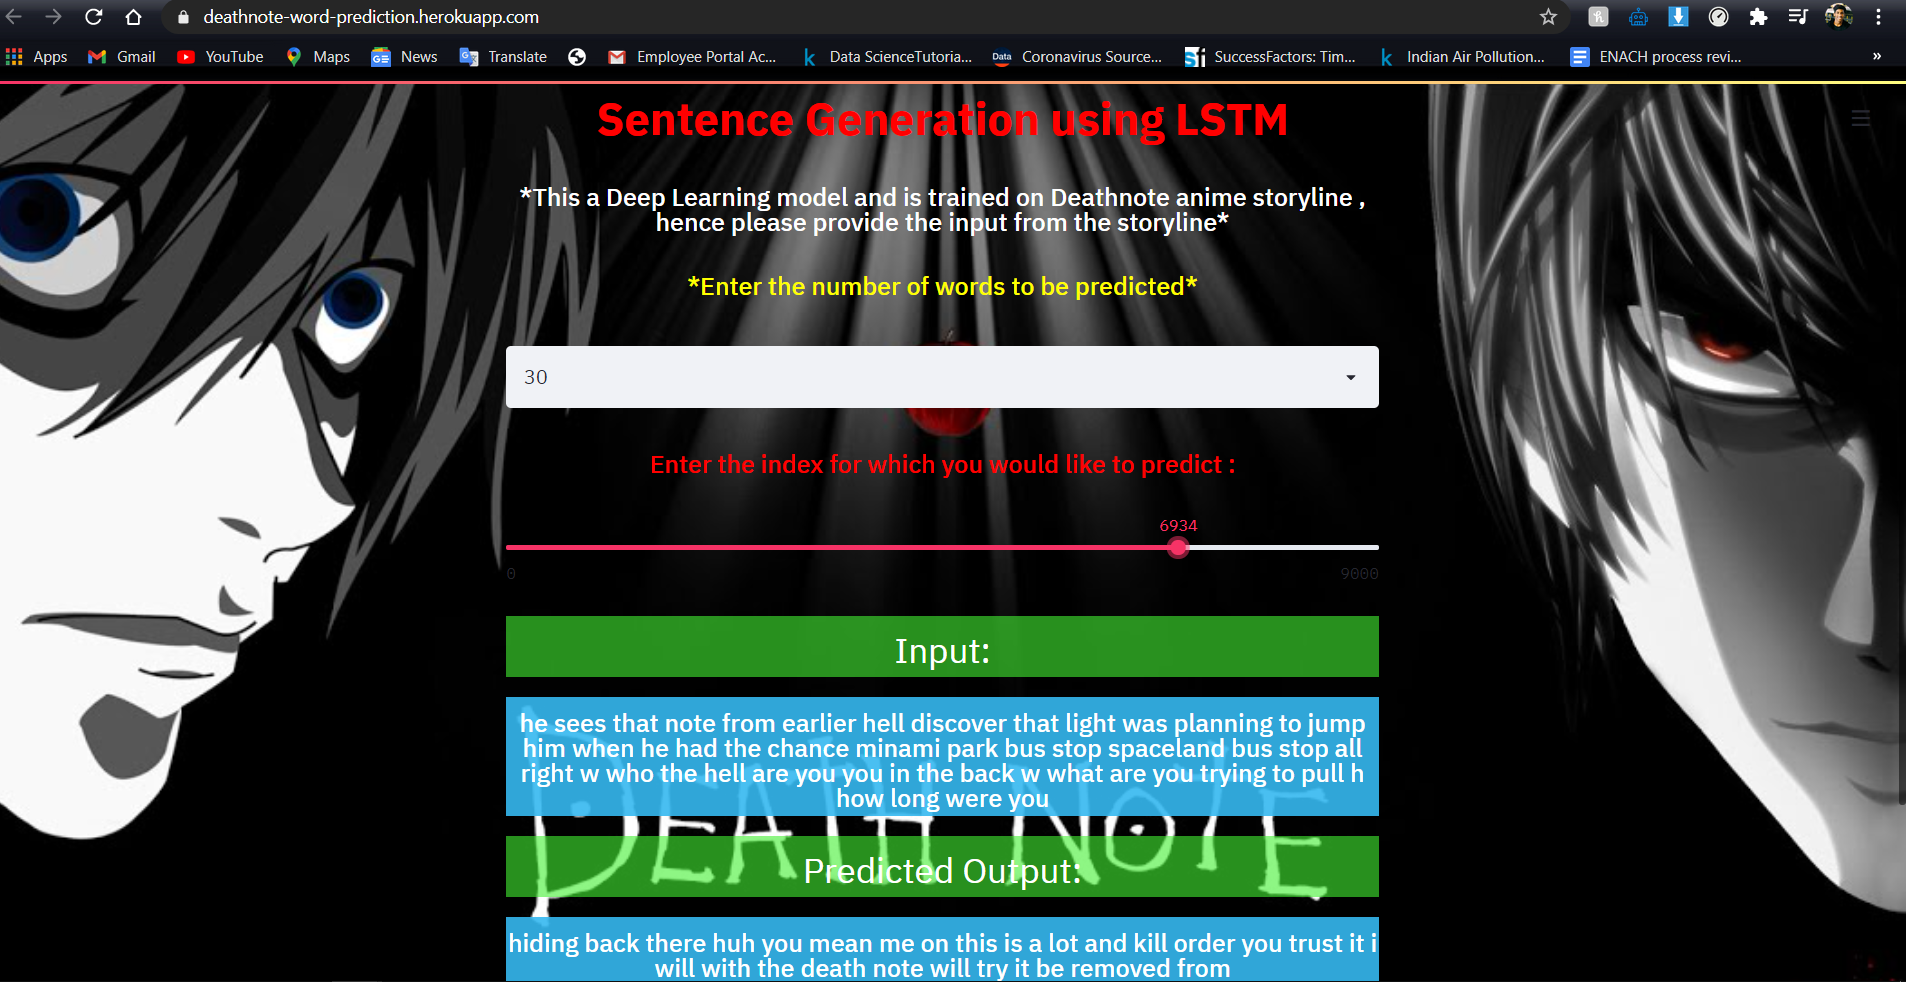 deathnote-word-prediction.herokuapp.com
Apps Gmail YouTube Maps News Translate Employee Portal Ac... Data ScienceTutoria... Coronavirus Source... SuccessFactors: Tim... Indian Air Pollution... ENACH process revi... »
Sentence Generation using LSTM
*This a Deep Learning model and is trained on Deathnote anime storyline ,
hence please provide the input from the storyline*
*Enter the number of words to be predicted*
30
Enter the index for which you would like to predict :
6934
0 9000
Input:
he sees that note from earlier hell discover that light was planning to jump
him when he had the chance minami park bus stop spaceland bus stop all
right w who the hell are you you in the back w what are you trying to pull h
how long were you
DEATH NOTE
Predicted Output:
hiding back there huh you mean me on this is a lot and kill order you trust it i
will with the death note will try it be removed from